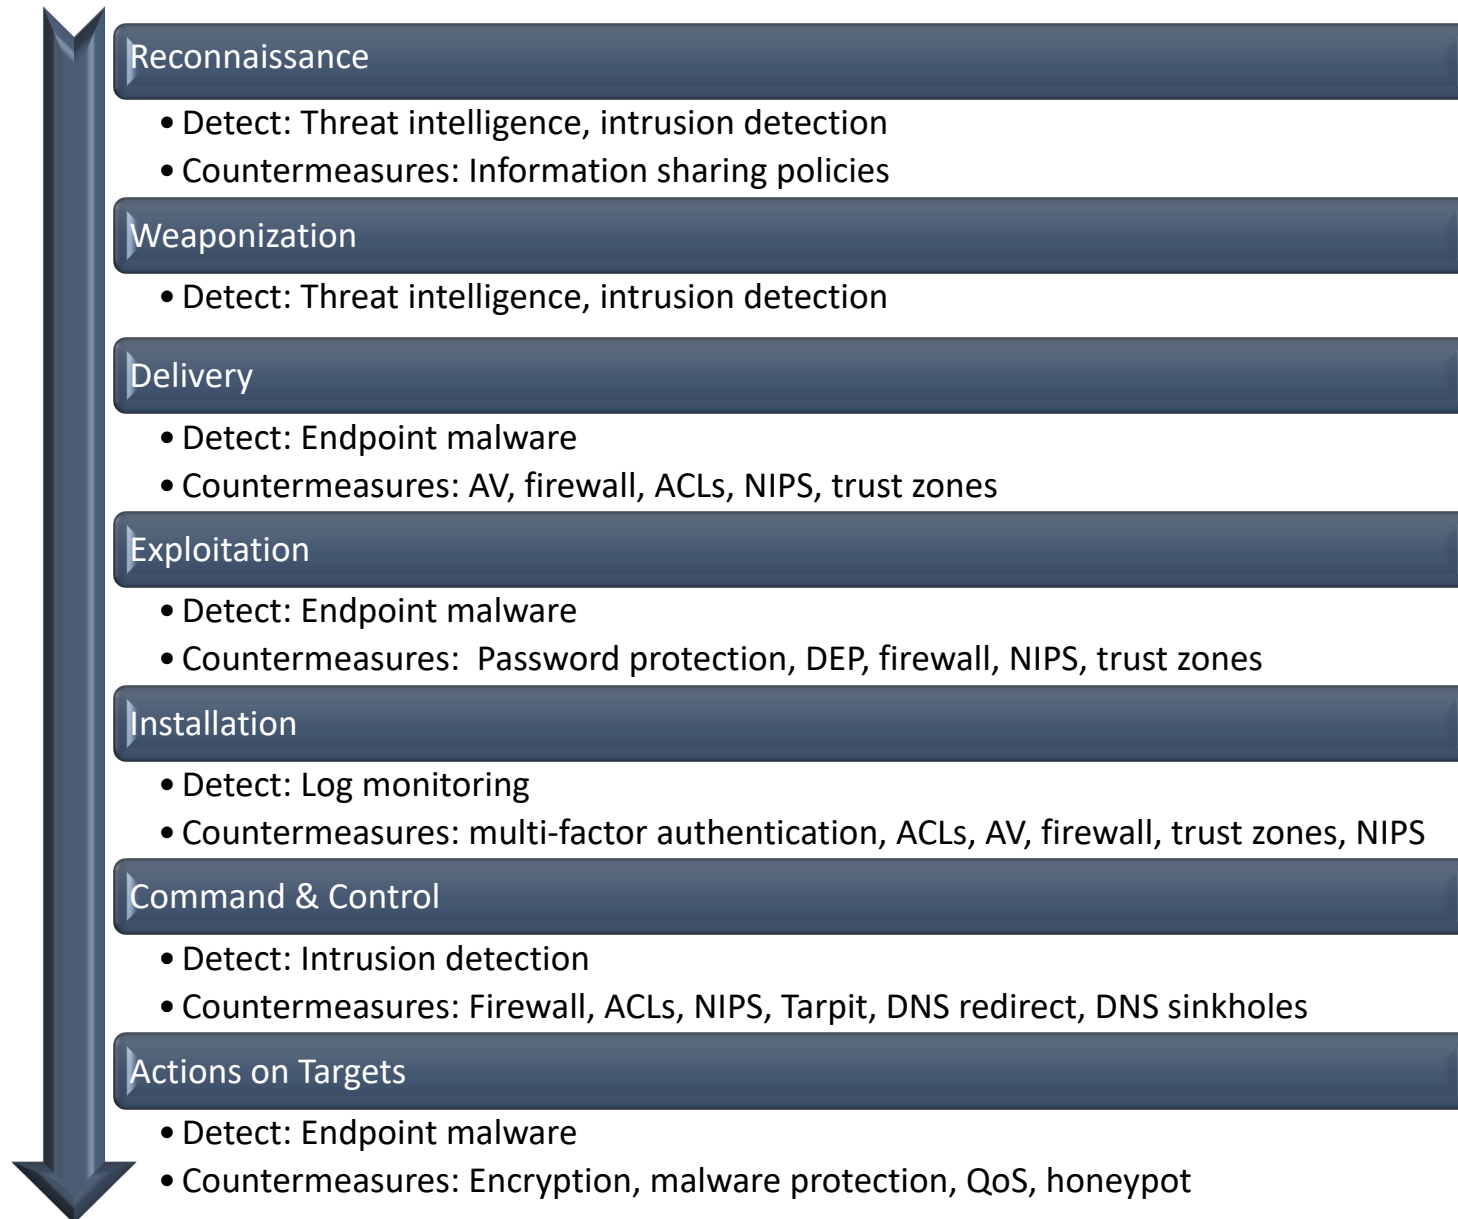 Reconnaissance
• Detect: Threat intelligence, intrusion detection
• Countermeasures: Information sharing policies
Weaponization
• Detect: Threat intelligence, intrusion detection
Delivery
• Detect: Endpoint malware
• Countermeasures: AV, firewall, ACLs, NIPS, trust zones
Exploitation
• Detect: Endpoint malware
• Countermeasures:  Password protection, DEP, firewall, NIPS, trust zones
Installation
• Detect: Log monitoring
• Countermeasures: multi-factor authentication, ACLs, AV, firewall, trust zones, NIPS
Command & Control
• Detect: Intrusion detection
• Countermeasures: Firewall, ACLs, NIPS, Tarpit, DNS redirect, DNS sinkholes
Actions on Targets
• Detect: Endpoint malware
• Countermeasures: Encryption, malware protection, QoS, honeypot